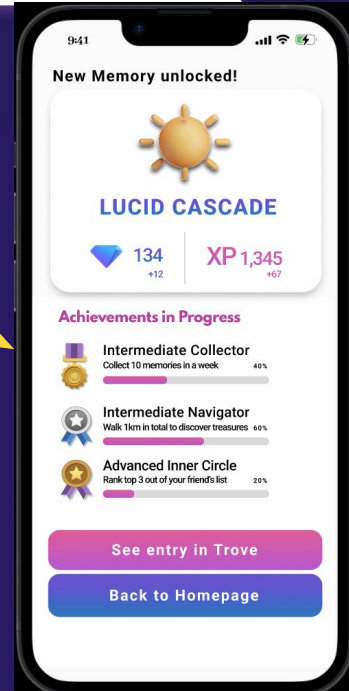 9:41
New Memory unlocked!
LUCID CASCADE
134
+12
XP 1,345
+67
Achievements in Progress
Intermediate Collector
Collect 10 memories in a week 40%
Intermediate Navigator
Walk 1km in total to discover treasures 60%
Advanced Inner Circle
Rank top 3 out of your friend's list 20%
See entry in Trove
Back to Homepage